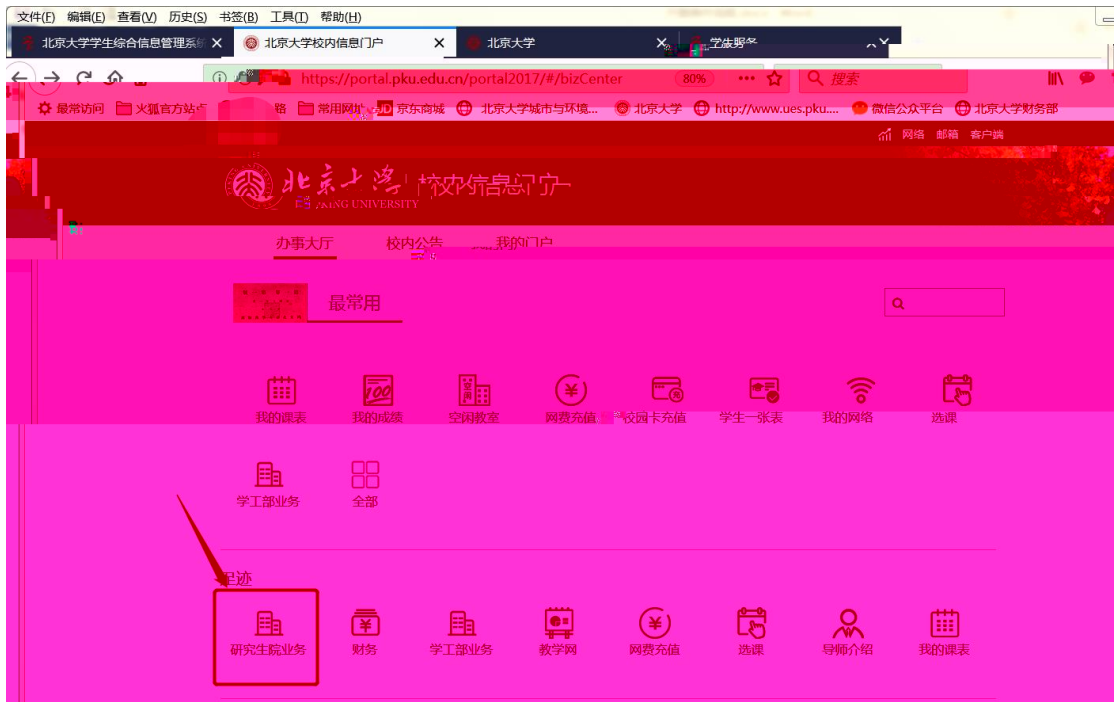 文件(F) 编辑(E) 查看(V) 历史(S) 书签(B) 工具(T) 帮助(H)
北京大学学生综合信息管理系统 北京大学校内信息门户 北京大学
https://portal.pku.edu.cn/portal2017/#/bizCenter 80% 搜索
最常访问 火狐官方站点 常用网址 JD 京东商城 北京大学城市与环境... 北京大学 http://www.ues.pku.... 微信公众平台 北京大学财务部
网络 邮箱 客户端
北京大学 校内信息门户
PEKING UNIVERSITY
办事大厅 校内公告 我的门户
最常用
我的课表 我的成绩 空闲教室 网费充值 校园卡充值 学生一张表 我的网络 选课
学工部业务 全部
足迹
研究生院业务 财务 学工部业务 教学网 网费充值 选课 导师介绍 我的课表